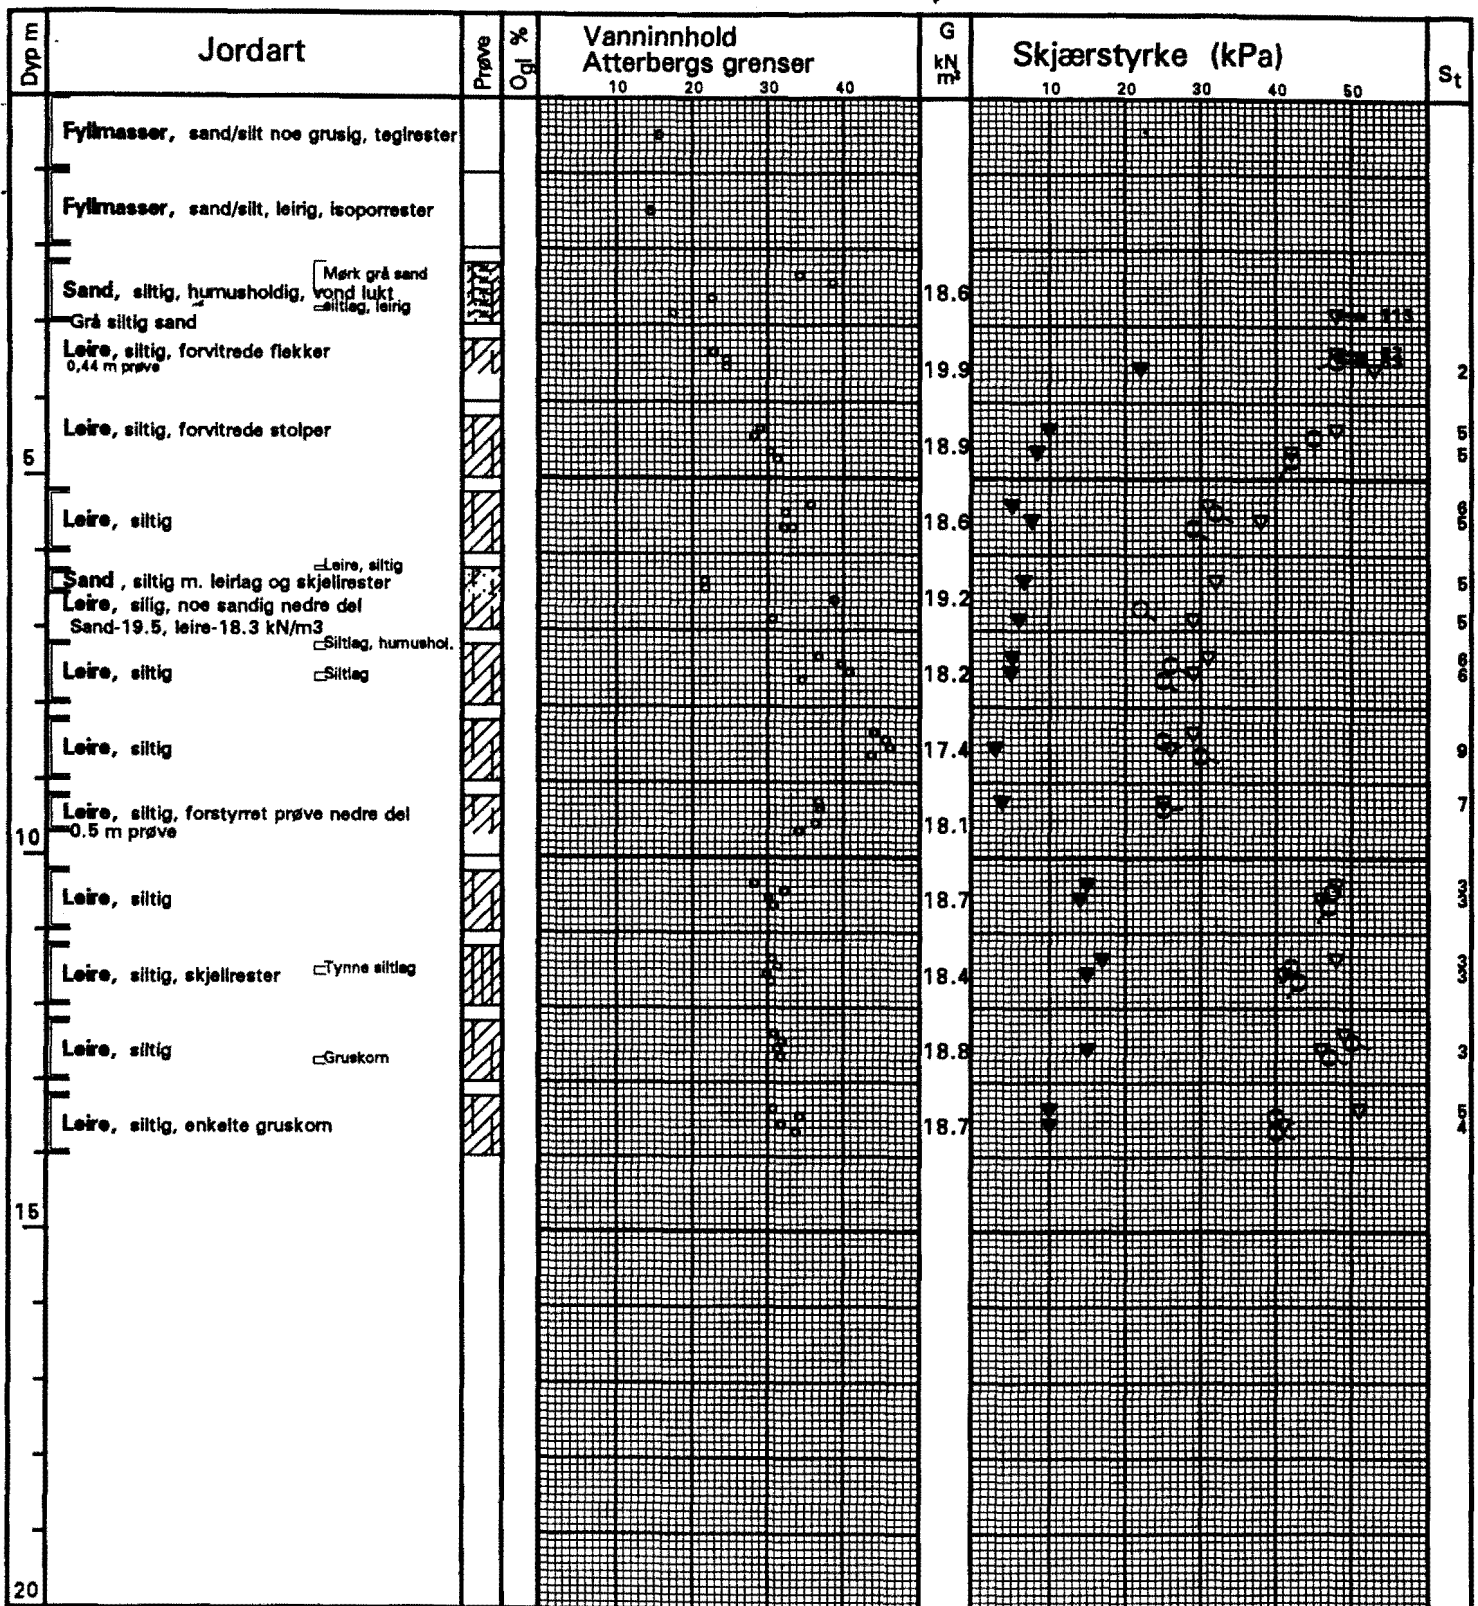 Dyp m
Jordart
Prøve
Ogl %
Vanninnhold
Atterbergs grenser
10 20 30 40
G
kN
m³
Skjærstyrke (kPa)
10 20 30 40 50
St
Fyllmasser, sand/silt noe grusig, teglrester
Fyllmasser, sand/silt, leirig, isoporrester
Mørk grå sand
Sand, siltig, humusholdig, vond lukt
18.6
siltlag, leirig
Grå siltig sand
Leire, siltig, forvitrede flekker
0,44 m prøve
19.9
2
Leire, siltig, forvitrede stolper
5
18.9
5
5
Leire, siltig
18.6
6
5
Leire, siltig
Sand , siltig m. leirlag og skjellrester
5
Leire, silig, noe sandig nedre del
19.2
Sand-19.5, leire-18.3 kN/m3
5
Siltlag, humushol.
6
Leire, siltig
Siltlag
18.2
6
Leire, siltig
17.4
9
Leire, siltig, forstyrret prøve nedre del
7
0.5 m prøve
18.1
10
Leire, siltig
18.7
3
3
Leire, siltig, skjellrester
Tynne siltlag
18.4
3
3
Leire, siltig
Gruskorn
18.8
3
Leire, siltig, enkelte gruskorn
18.7
5
4
15
20